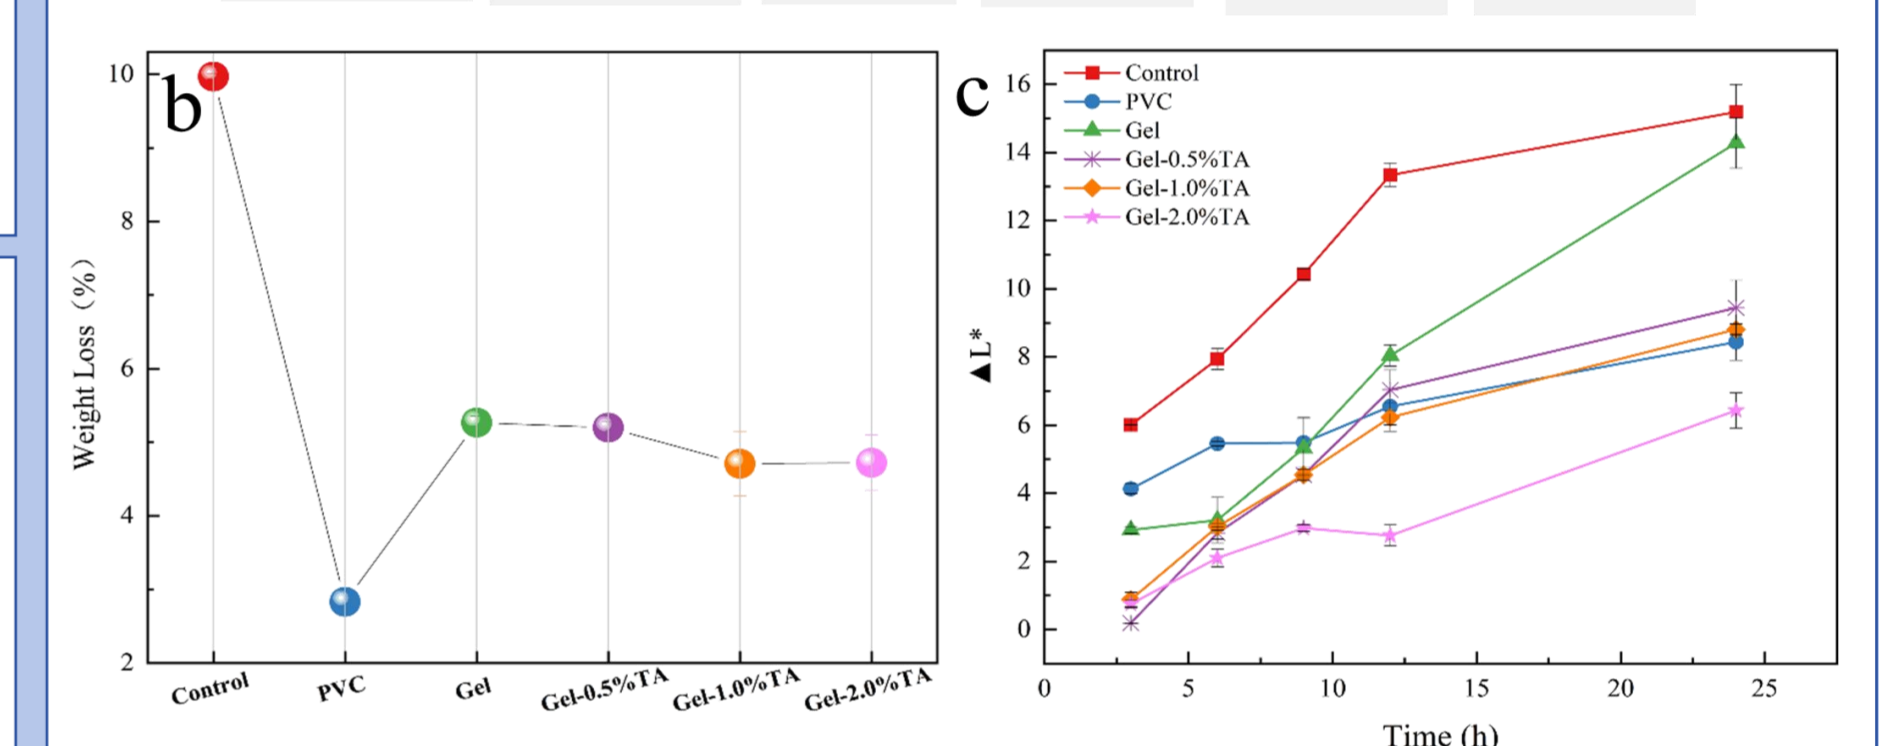 b
10
8
6
4
2
Weight Loss（%）
Control
PVC
Gel
Gel-0.5%TA
Gel-1.0%TA
Gel-2.0%TA
c
Control
PVC
Gel
Gel-0.5%TA
Gel-1.0%TA
Gel-2.0%TA
16
14
12
10
8
6
4
2
0
▲L*
0
5
10
15
20
25
Time (h)